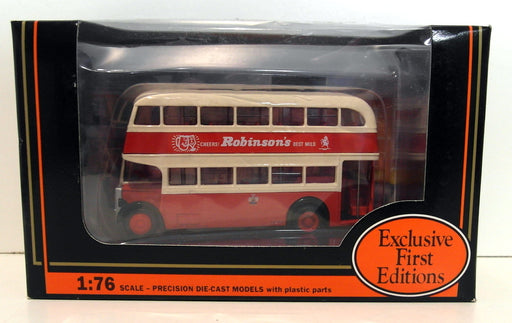 CHEERS! Robinson's BEST MILD
Exclusive
First
Editions
1:76 SCALE – PRECISION DIE-CAST MODELS with plastic parts